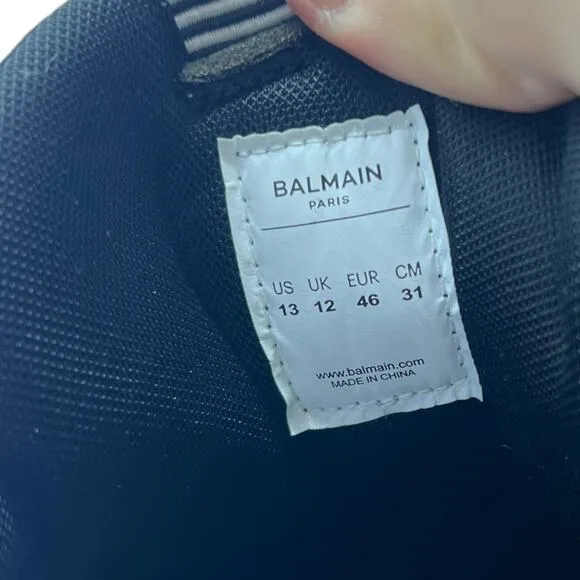 BALMAIN
PARIS
US UK EUR CM
13 12 46 31
www.balmain.com
MADE IN CHINA